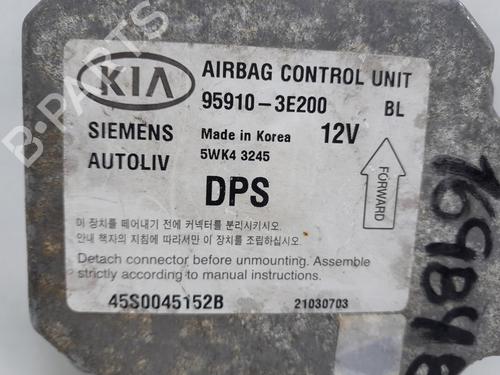 KIA
AIRBAG CONTROL UNIT
95910-3E200 BL
SIEMENS
AUTOLIV
Made in Korea 12V
5WK4 3245
DPS
FORWARD
이 장치를 떼어내기 전에 커넥터를 분리시키시오.
안내 책자의 지침에 따라서만 이 장치를 조립하십시오.
Detach connector before unmounting. Assemble
strictly according to manual instructions.
45S0045152B 21030703
B-PARTS